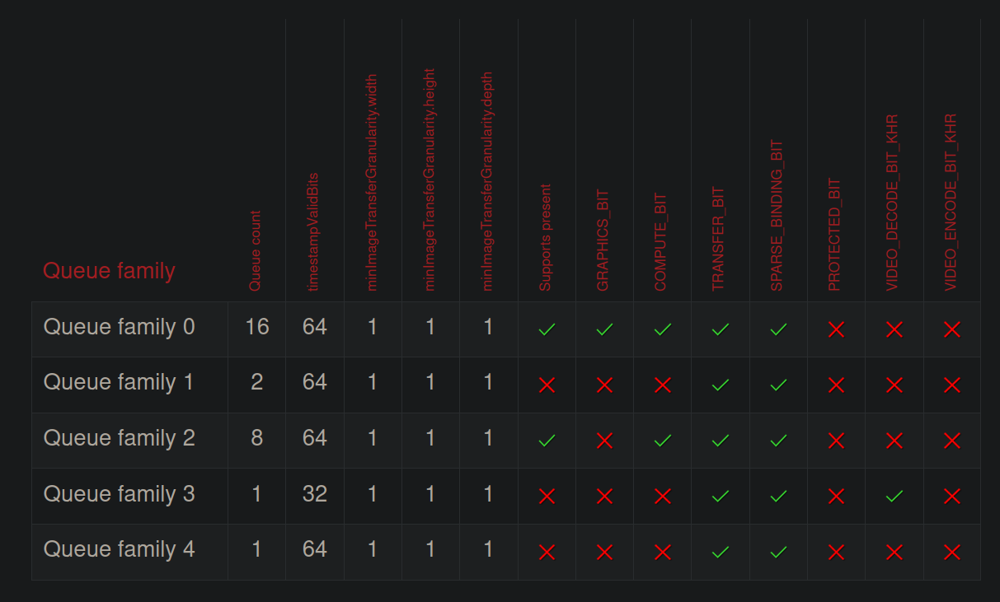 Queue family
Queue count
timestampValidBits
minImageTransferGranularity.width
minImageTransferGranularity.height
minImageTransferGranularity.depth
Supports present
GRAPHICS_BIT
COMPUTE_BIT
TRANSFER_BIT
SPARSE_BINDING_BIT
PROTECTED_BIT
VIDEO_DECODE_BIT_KHR
VIDEO_ENCODE_BIT_KHR
Queue family 0 16 64 1 1 1 ✓ ✓ ✓ ✓ ✓ ✗ ✗ ✗
Queue family 1 2 64 1 1 1 ✗ ✗ ✗ ✓ ✓ ✗ ✗ ✗
Queue family 2 8 64 1 1 1 ✓ ✗ ✓ ✓ ✓ ✗ ✗ ✗
Queue family 3 1 32 1 1 1 ✗ ✗ ✗ ✓ ✓ ✗ ✓ ✗
Queue family 4 1 64 1 1 1 ✗ ✗ ✗ ✓ ✓ ✗ ✗ ✗